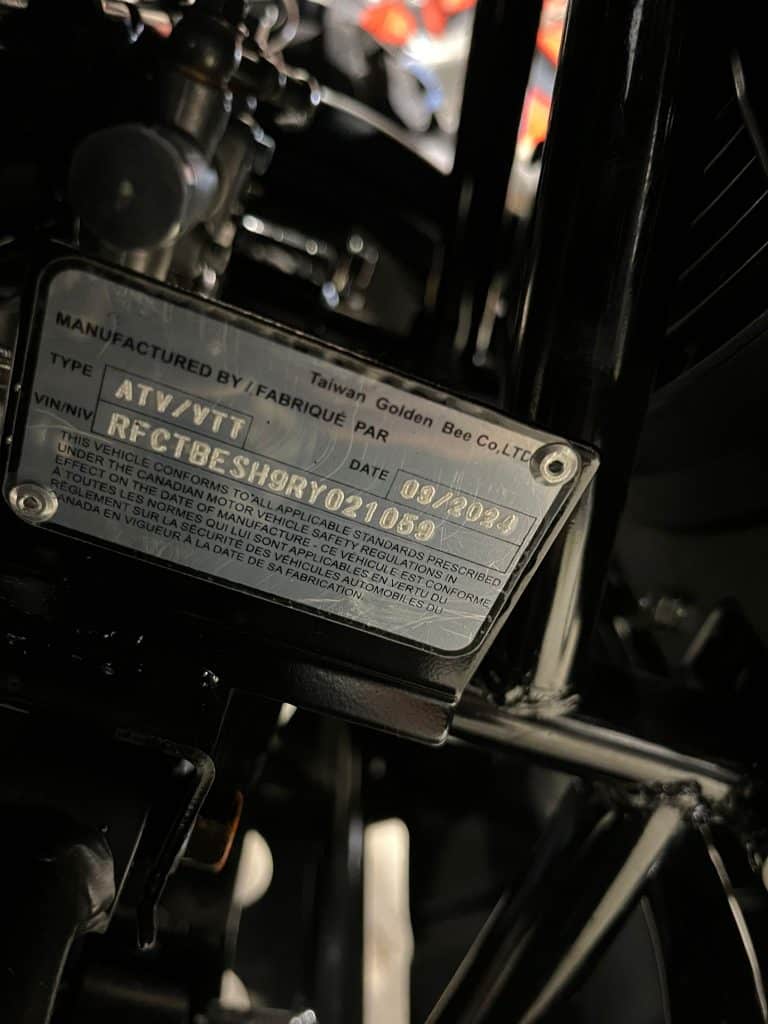 MANUFACTURED BY / FABRIQUÉ PAR
Taiwan Golden Bee Co,LTD
TYPE ATV/VTT
DATE 09/2024
VIN/NIV RFCTBESH9RY021059
THIS VEHICLE CONFORMS TO ALL APPLICABLE STANDARDS PRESCRIBED
UNDER THE CANADIAN MOTOR VEHICLE SAFETY REGULATIONS IN
EFFECT ON THE DATE OF MANUFACTURE - CE VÉHICULE EST CONFORME
À TOUTES LES NORMES QUI LUI SONT APPLICABLES EN VERTU DU
RÉGLEMENT SUR LA SÉCURITÉ DES VÉHICULES AUTOMOBILES DU
CANADA EN VIGUEUR À LA DATE DE SA FABRICATION.